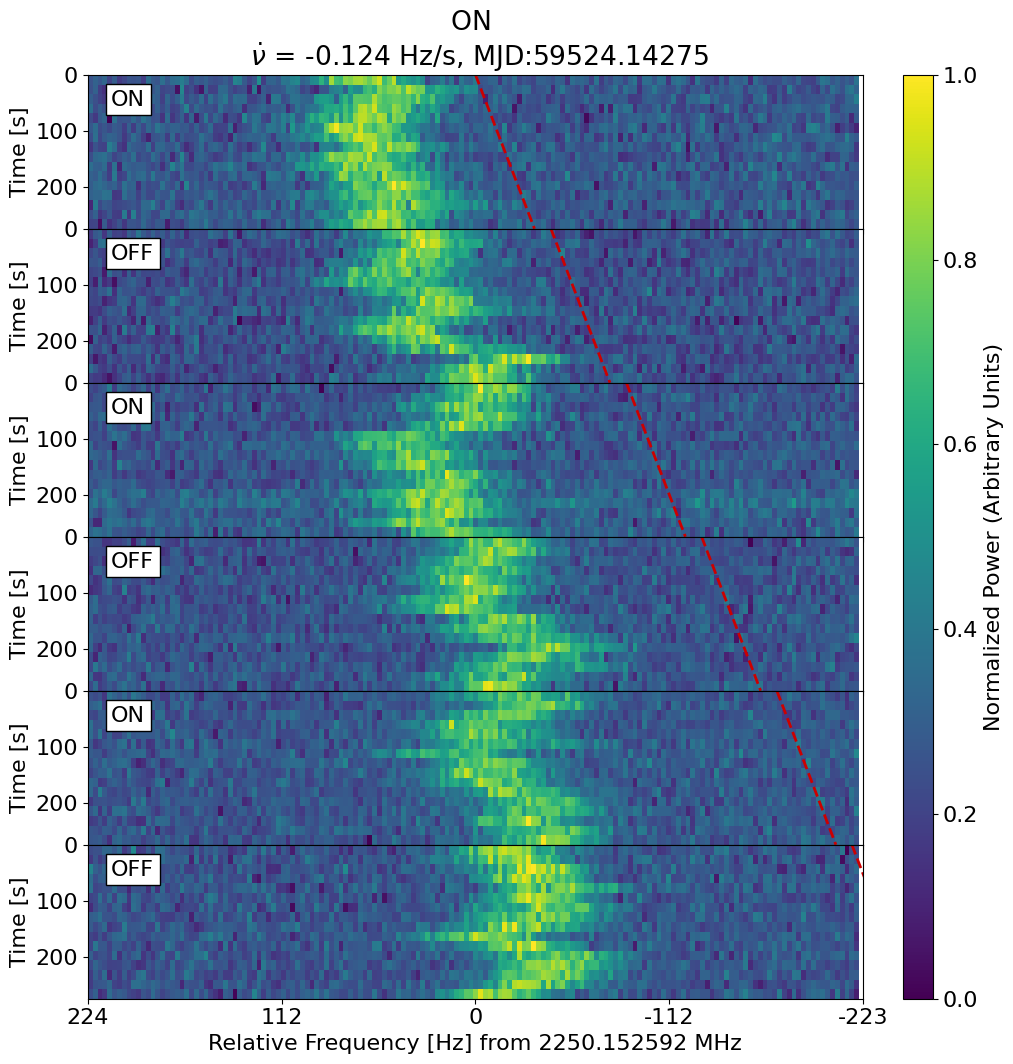 ON
ν̇ = -0.124 Hz/s, MJD:59524.14275
0
ON
100
Time [s]
200
0
OFF
100
Time [s]
200
0
ON
100
Time [s]
200
0
OFF
100
Time [s]
200
0
ON
100
Time [s]
200
0
OFF
100
Time [s]
200
224 112 0 -112 -223
Relative Frequency [Hz] from 2250.152592 MHz
1.0
0.8
0.6
0.4
0.2
0.0
Normalized Power (Arbitrary Units)